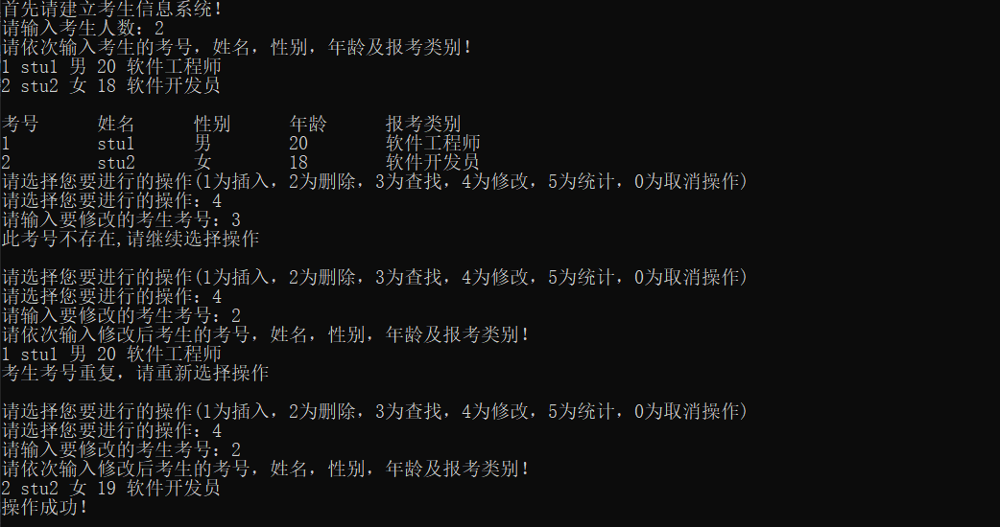 首先请建立考生信息系统！
请输入考生人数：2
请依次输入考生的考号，姓名，性别，年龄及报考类别！
1 stu1 男 20 软件工程师
2 stu2 女 18 软件开发员
考号 姓名 性别 年龄 报考类别
1 stu1 男 20 软件工程师
2 stu2 女 18 软件开发员
请选择您要进行的操作(1为插入，2为删除，3为查找，4为修改，5为统计，0为取消操作)
请选择您要进行的操作：4
请输入要修改的考生考号：3
此考号不存在,请继续选择操作
请选择您要进行的操作(1为插入，2为删除，3为查找，4为修改，5为统计，0为取消操作)
请选择您要进行的操作：4
请输入要修改的考生考号：2
请依次输入修改后考生的考号，姓名，性别，年龄及报考类别！
1 stu1 男 20 软件工程师
考生考号重复，请重新选择操作
请选择您要进行的操作(1为插入，2为删除，3为查找，4为修改，5为统计，0为取消操作)
请选择您要进行的操作：4
请输入要修改的考生考号：2
请依次输入修改后考生的考号，姓名，性别，年龄及报考类别！
2 stu2 女 19 软件开发员
操作成功！